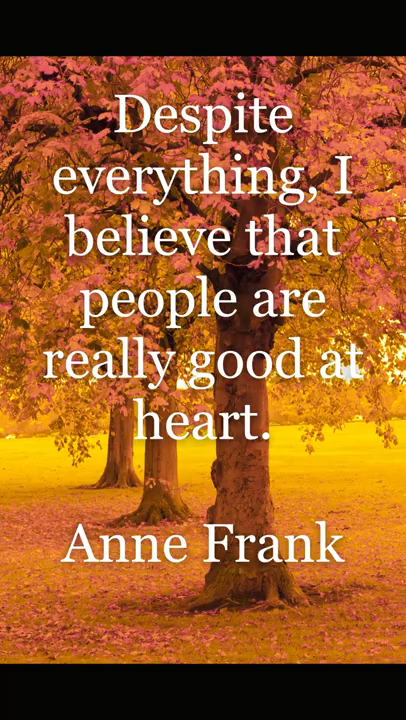 Despite
everything, I
believe that
people are
really good at
heart.
Anne Frank